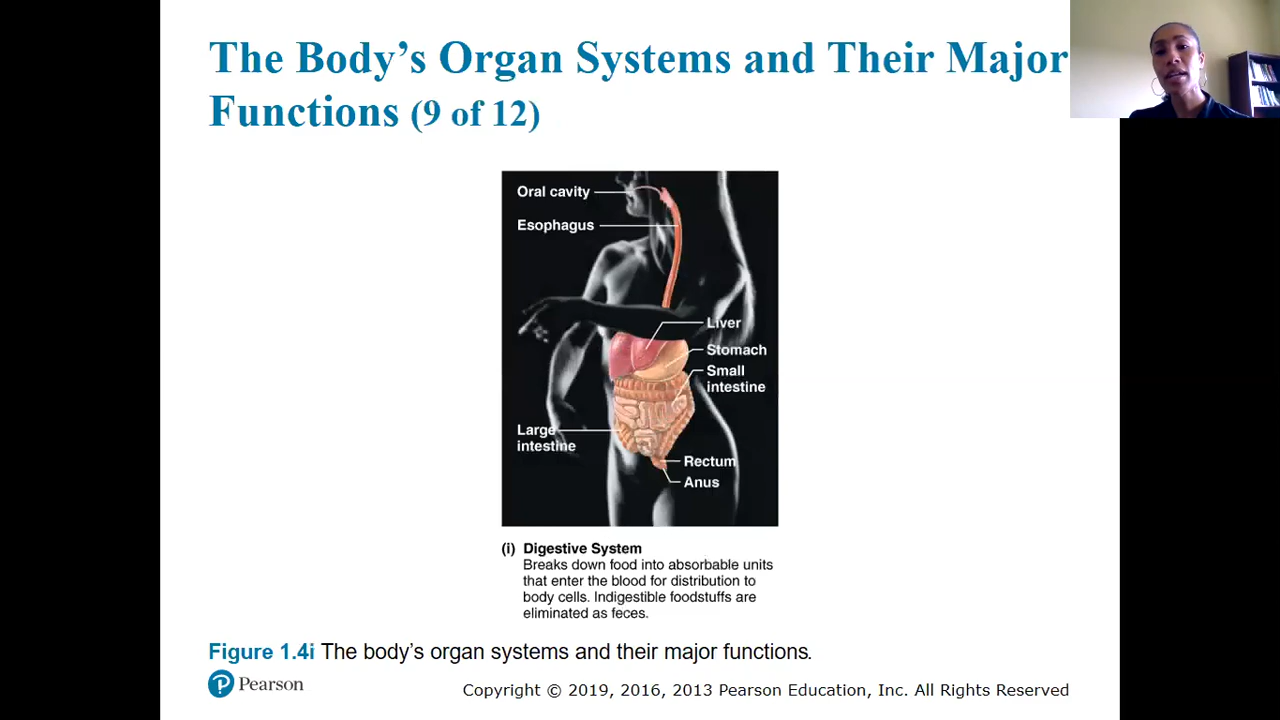 The Body’s Organ Systems and Their Major
Functions (9 of 12)
Oral cavity
Esophagus
Liver
Stomach
Small
intestine
Large
intestine
Rectum
Anus
(i) Digestive System
Breaks down food into absorbable units
that enter the blood for distribution to
body cells. Indigestible foodstuffs are
eliminated as feces.
Figure 1.4i The body’s organ systems and their major functions.
P Pearson
Copyright © 2019, 2016, 2013 Pearson Education, Inc. All Rights Reserved